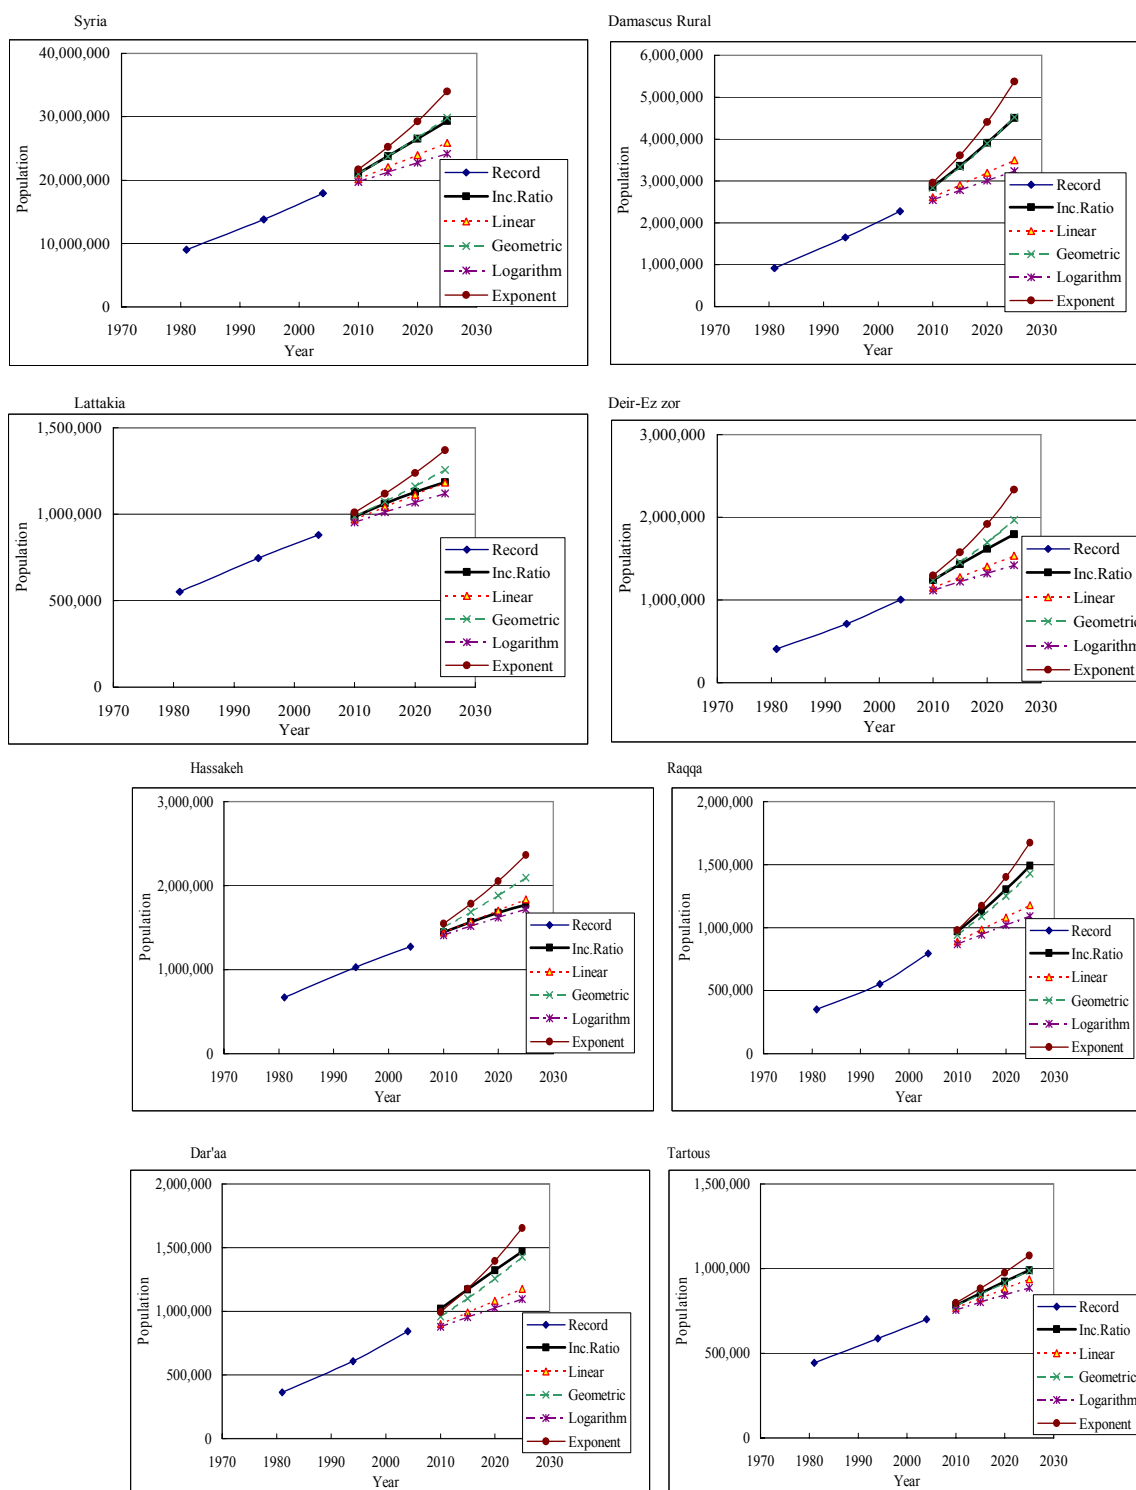 Syria
40,000,000
30,000,000
20,000,000
10,000,000
0
Population
1970 1980 1990 2000 2010 2020 2030
Year
Record
Inc.Ratio
Linear
Geometric
Logarithm
Exponent
Damascus Rural
6,000,000
5,000,000
4,000,000
3,000,000
2,000,000
1,000,000
0
Population
1970 1980 1990 2000 2010 2020 2030
Year
Record
Inc.Ratio
Linear
Geometric
Logarithm
Exponent
Lattakia
1,500,000
1,000,000
500,000
0
Population
1970 1980 1990 2000 2010 2020 2030
Year
Record
Inc.Ratio
Linear
Geometric
Logarithm
Exponent
Deir-Ez zor
3,000,000
2,000,000
1,000,000
0
Population
1970 1980 1990 2000 2010 2020 2030
Year
Record
Inc.Ratio
Linear
Geometric
Logarithm
Exponent
Hassakeh
3,000,000
2,000,000
1,000,000
0
Population
1970 1980 1990 2000 2010 2020 2030
Year
Record
Inc.Ratio
Linear
Geometric
Logarithm
Exponent
Raqqa
2,000,000
1,500,000
1,000,000
500,000
0
Population
1970 1980 1990 2000 2010 2020 2030
Year
Record
Inc.Ratio
Linear
Geometric
Logarithm
Exponent
Dar'aa
2,000,000
1,500,000
1,000,000
500,000
0
Population
1970 1980 1990 2000 2010 2020 2030
Year
Record
Inc.Ratio
Linear
Geometric
Logarithm
Exponent
Tartous
1,500,000
1,000,000
500,000
0
Population
1970 1980 1990 2000 2010 2020 2030
Year
Record
Inc.Ratio
Linear
Geometric
Logarithm
Exponent